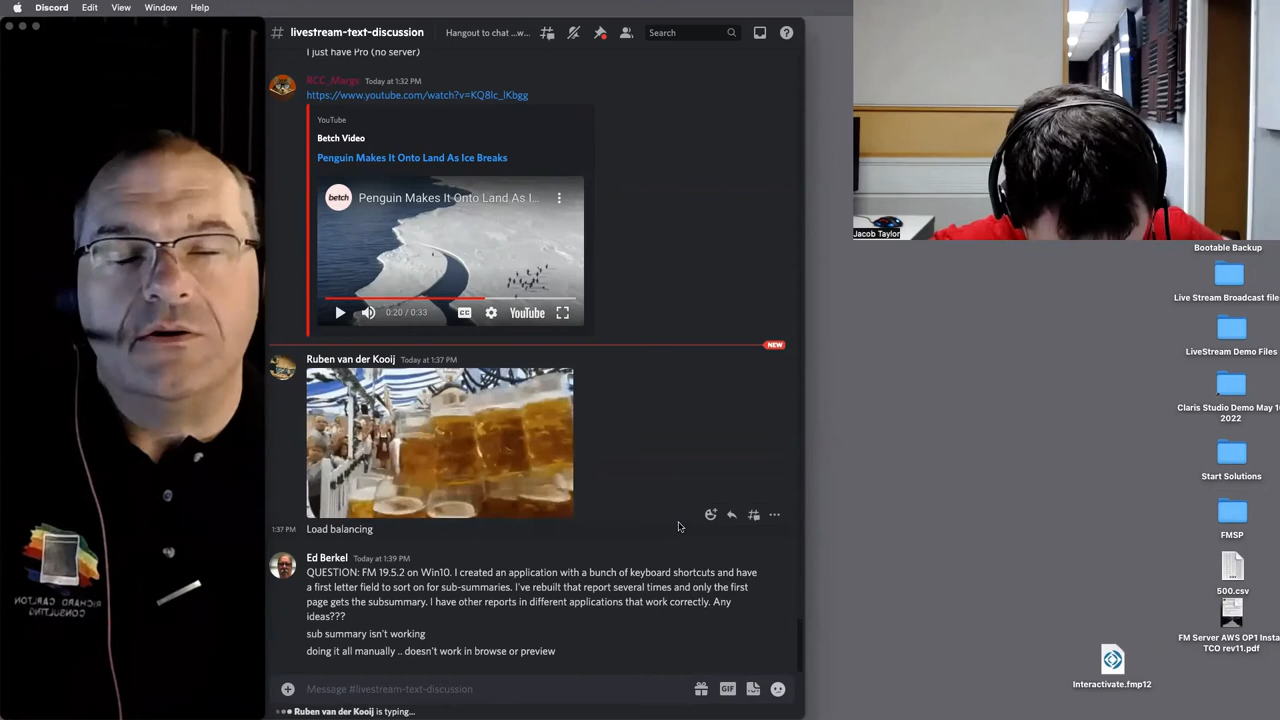 Discord Edit View Window Help
# livestream-text-discussion Hangout to chat ...w... Search
I just have Pro (no server)
RCC_Margs Today at 1:32 PM
https://www.youtube.com/watch?v=KQ8lc_lKbgg
YouTube
Betch Video
Penguin Makes It Onto Land As Ice Breaks
betch Penguin Makes It Onto Land As I...
0:20 / 0:33 CC YouTube
NEW
Ruben van der Kooij Today at 1:37 PM
1:37 PM Load balancing
Ed Berkel Today at 1:39 PM
QUESTION: FM 19.5.2 on Win10. I created an application with a bunch of keyboard shortcuts and have
a first letter field to sort on for sub-summaries. I've rebuilt that report several times and only the first
page gets the subsummary. I have other reports in different applications that work correctly. Any
ideas???
sub summary isn't working
doing it all manually .. doesn't work in browse or preview
Message #livestream-text-discussion
GIF
Ruben van der Kooij is typing...
RICHARD CARLTON
CONSULTING
Jacob Taylor
Bootable Backup
Live Stream Broadcast file
LiveStream Demo Files
Claris Studio Demo May 1
2022
Start Solutions
FMSP
500.csv
FM Server AWS OP1 Insta
TCO rev11.pdf
Interactivate.fmp12